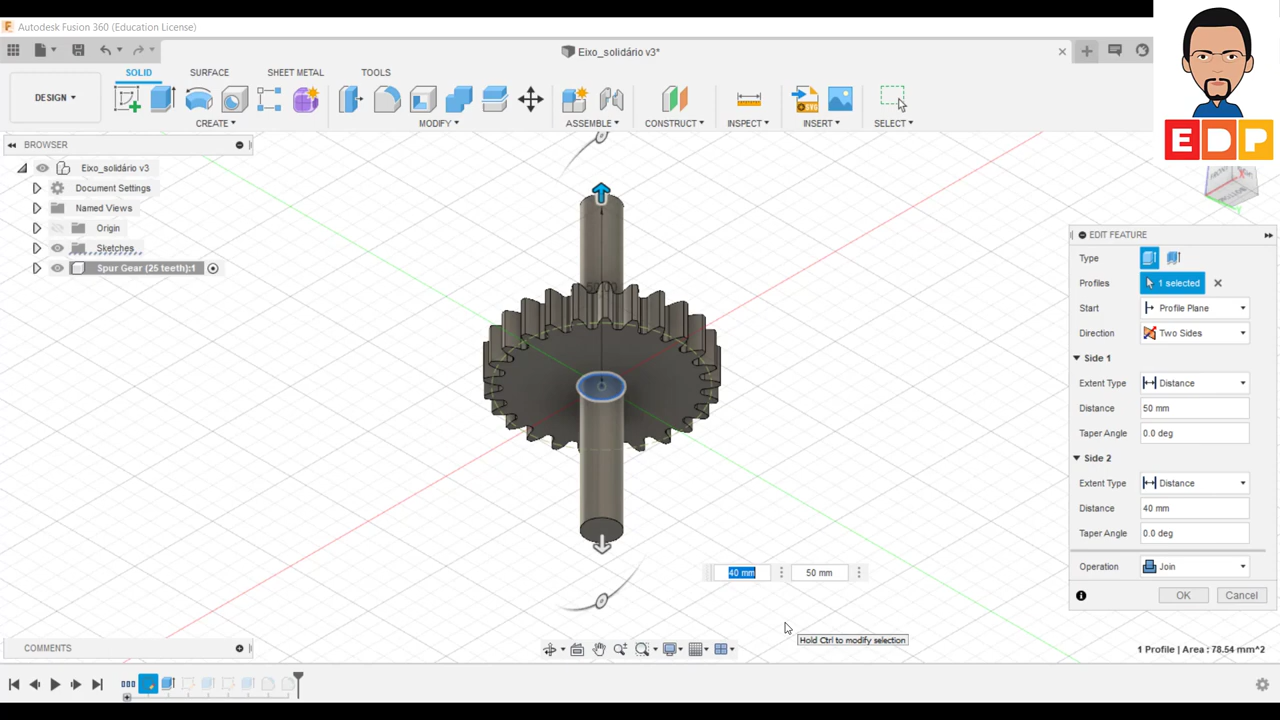 Autodesk Fusion 360 (Education License)
Eixo_solidário v3*
SOLID
SURFACE
SHEET METAL
TOOLS
DESIGN
CREATE
MODIFY
ASSEMBLE
CONSTRUCT
INSPECT
INSERT
SELECT
EDP
BROWSER
Eixo_solidário v3
Document Settings
Named Views
Origin
Sketches
Spur Gear (25 teeth):1
EDIT FEATURE
Type
Profiles 1 selected
Start Profile Plane
Direction Two Sides
Side 1
Extent Type Distance
Distance 50 mm
Taper Angle 0.0 deg
Side 2
Extent Type Distance
Distance 40 mm
Taper Angle 0.0 deg
Operation Join
OK Cancel
40 mm 50 mm
Hold Ctrl to modify selection
COMMENTS
1 Profile | Area : 78.54 mm^2